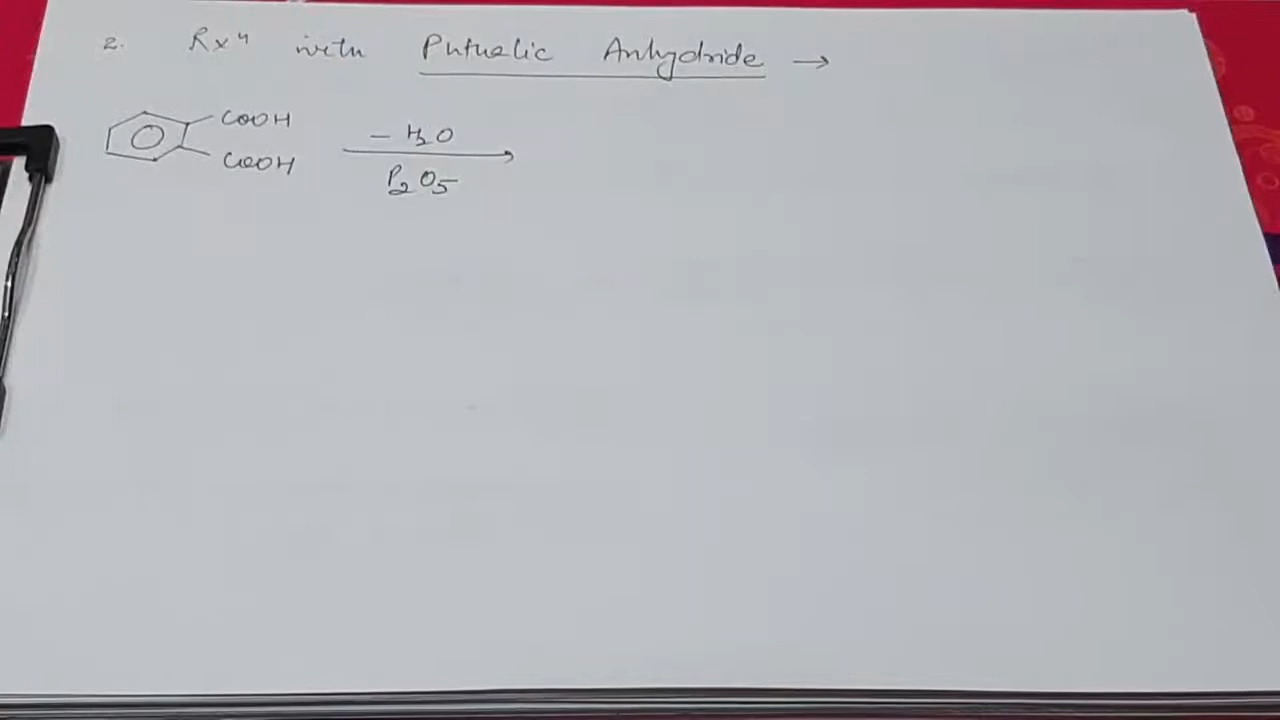 2. Rxⁿ with Phthalic Anhydride →
COOH
- H₂O
COOH
P₂O₅